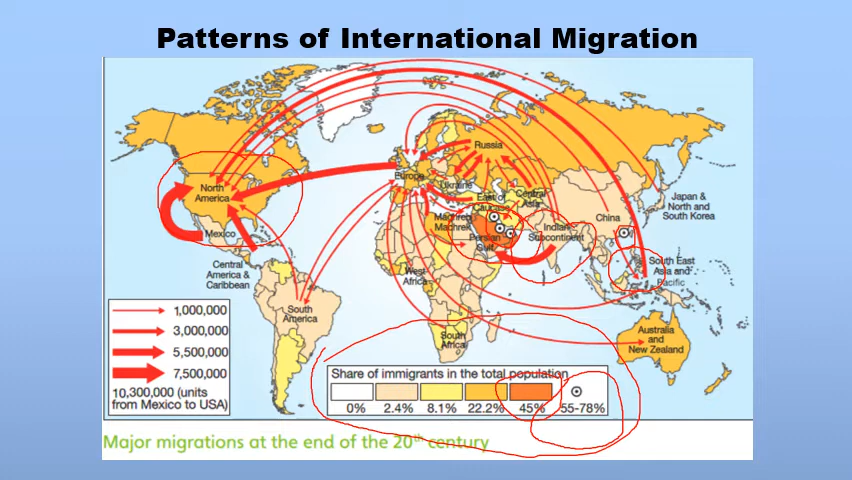 Patterns of International Migration
North
America
Mexico
Central
America &
Caribbean
South
America
Europe
Russia
Ukraine
East of
Caucase
Central
Asia
Maghreb
Machrek
Persian
Gulf
Indian
Subcontinent
China
Japan &
North and
South Korea
South East
Asia and
Pacific
West
Africa
South
Africa
Australia
and
New Zealand
1,000,000
3,000,000
5,500,000
7,500,000
10,300,000 (units
from Mexico to USA)
Share of immigrants in the total population
0% 2.4% 8.1% 22.2% 45% 55-78%
Major migrations at the end of the 20th century